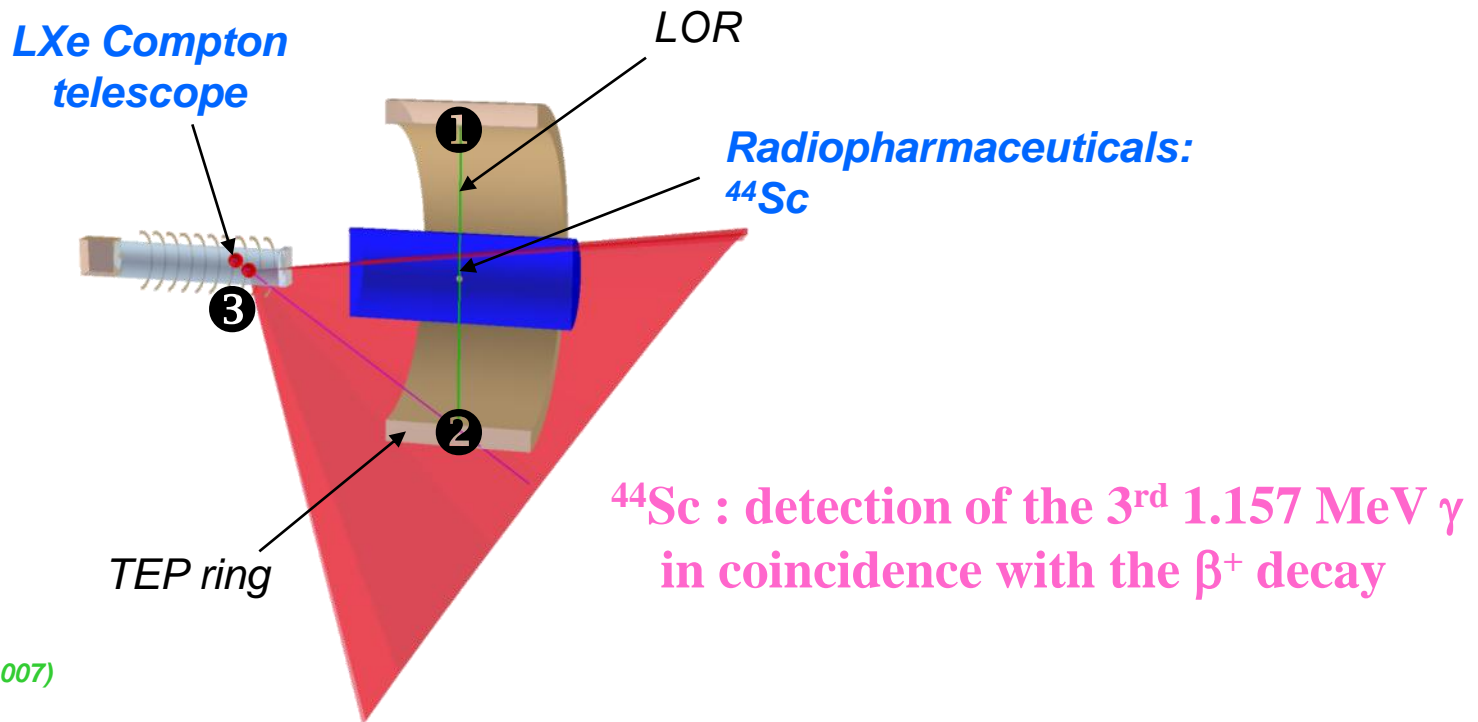 LXe Compton
telescope
LOR
Radiopharmaceuticals:
⁴⁴Sc
❶
❸
❷
TEP ring
⁴⁴Sc : detection of the 3ʳᵈ 1.157 MeV γ
in coincidence with the β⁺ decay
007)